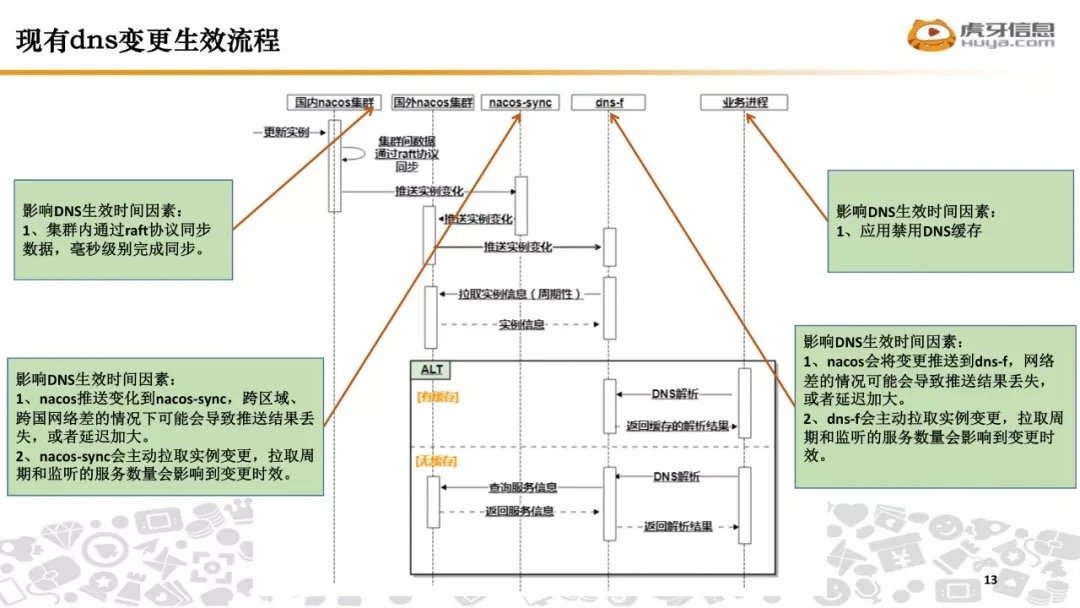 现有dns变更生效流程
虎牙信息
HUYA.com
国内nacos集群
国外nacos集群
nacos-sync
dns-f
业务进程
更新实例
集群间数据
通过raft协议
同步
推送实例变化
推送实例变化
推送实例变化
拉取实例信息（周期性）
实例信息
ALT
[有缓存]
DNS解析
返回缓存的解析结果
[无缓存]
DNS解析
查询服务信息
返回服务信息
返回解析结果
影响DNS生效时间因素：
1、集群内通过raft协议同步
数据，毫秒级别完成同步。
影响DNS生效时间因素：
1、应用禁用DNS缓存
影响DNS生效时间因素：
1、nacos推送变化到nacos-sync，跨区域、
跨国网络差的情况下可能会导致推送结果丢
失，或者延迟加大。
2、nacos-sync会主动拉取实例变更，拉取周
期和监听的服务数量会影响到变更时效。
影响DNS生效时间因素：
1、nacos会将变更推送到dns-f，网络
差的情况可能会导致推送结果丢失，
或者延迟加大。
2、dns-f会主动拉取实例变更，拉取周
期和监听的服务数量会影响到变更时
效。
13